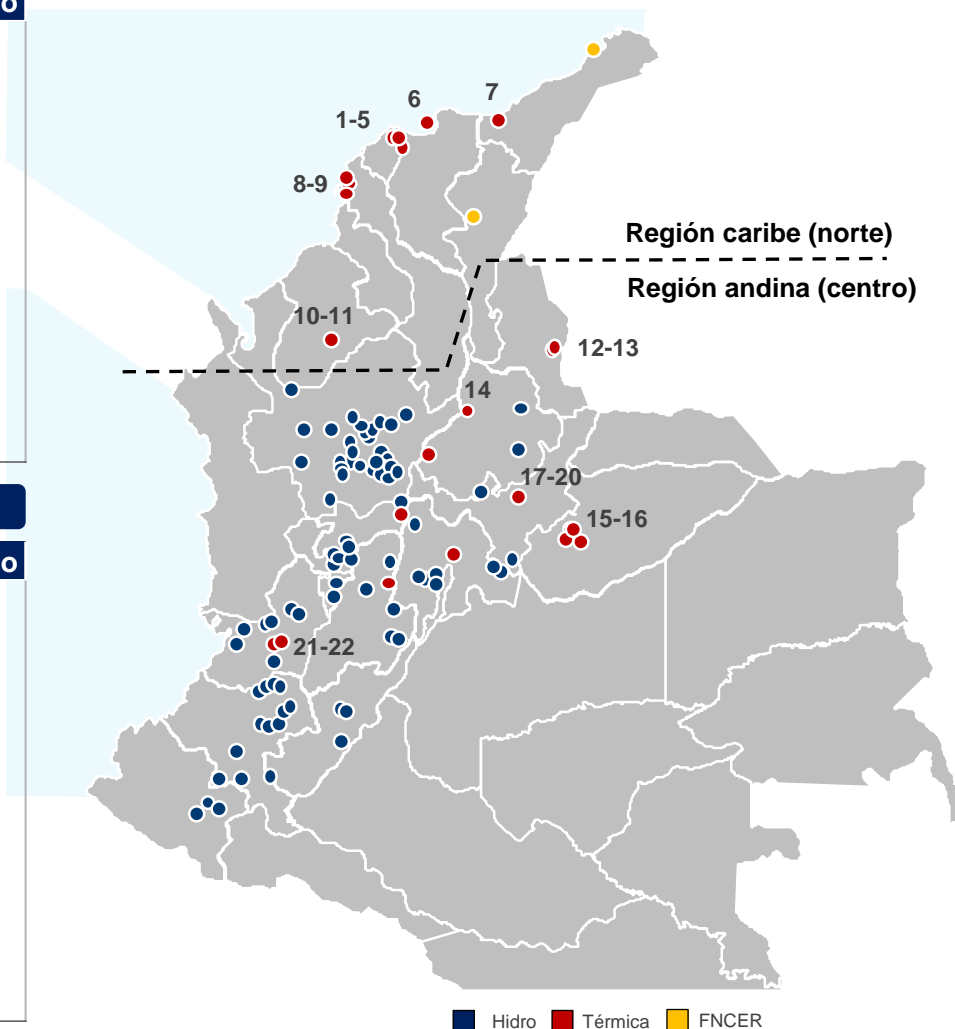 o
7
6
1-5
8-9
Región caribe (norte)
Región andina (centro)
10-11
12-13
14
17-20
15-16
o
21-22
Hidro Térmica FNCER